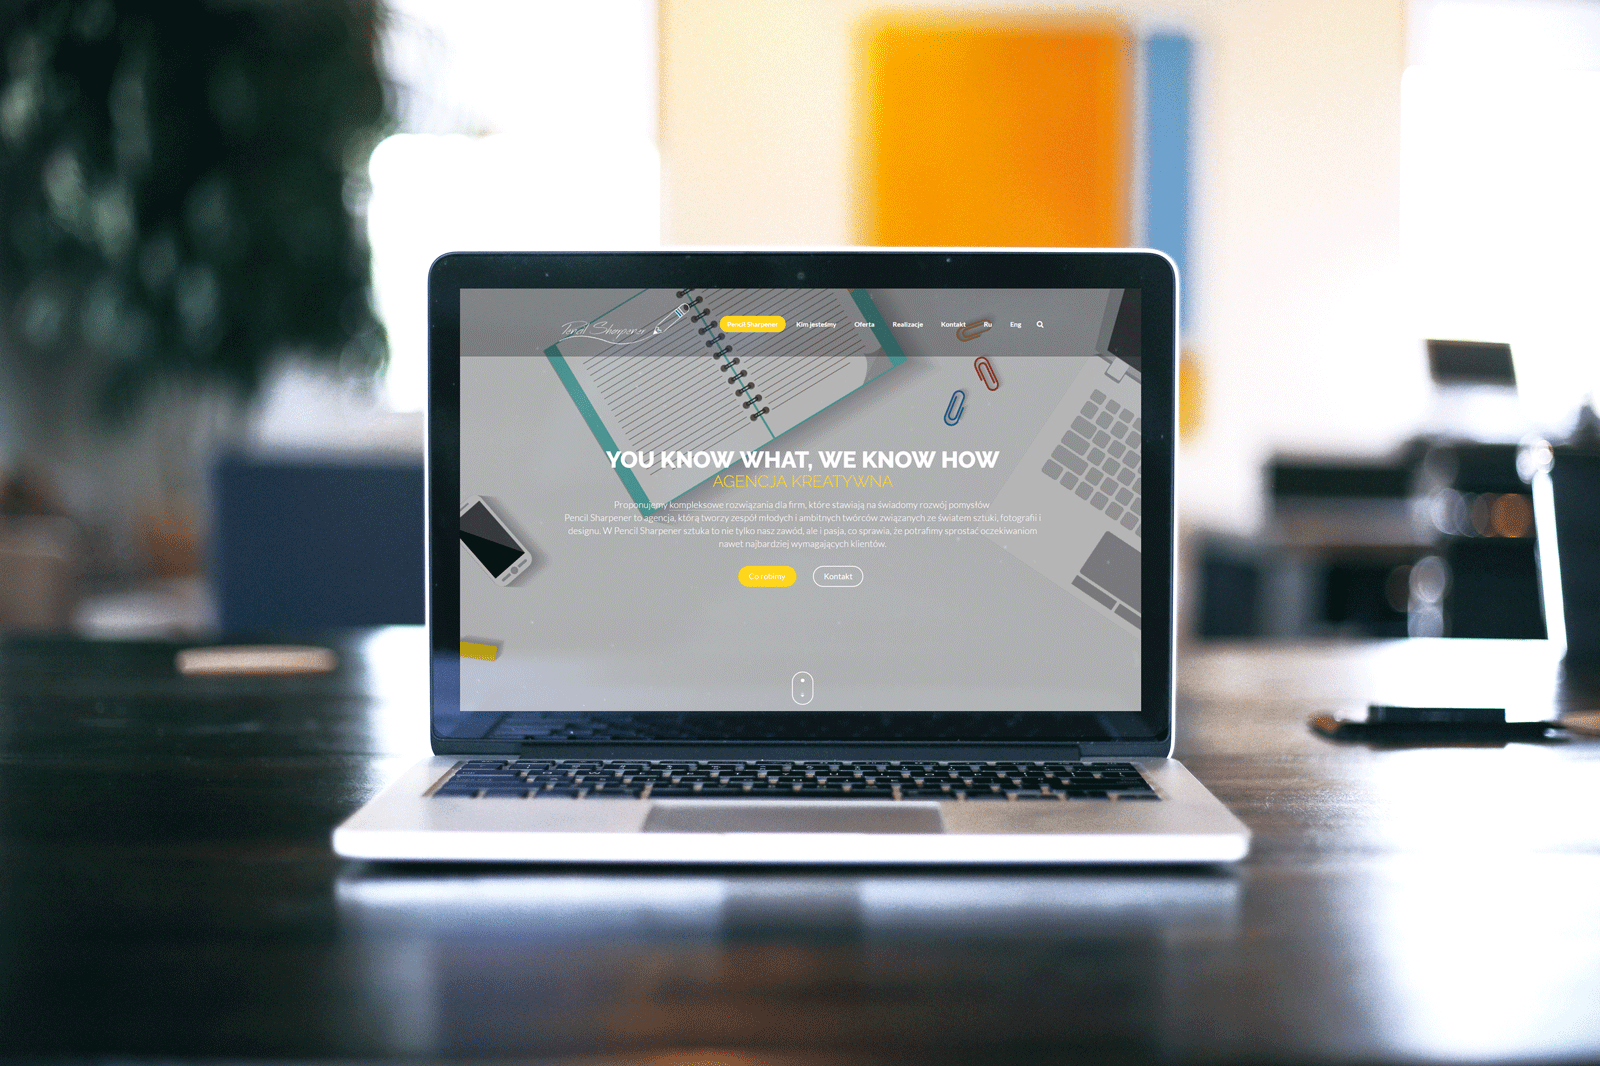 Pencil Sharpener
Pencil Sharpener Kim jesteśmy Oferta Realizacje Kontakt Ru Eng
YOU KNOW WHAT, WE KNOW HOW
AGENCJA KREATYWNA
Proponujemy kompleksowe rozwiązania dla firm, które stawiają na świadomy rozwój pomysłów
Pencil Sharpener to agencja, którą tworzy zespół młodych i ambitnych twórców związanych ze światem sztuki, fotografii i
designu. W Pencil Sharpener sztuka to nie tylko nasz zawód, ale i pasja, co sprawia, że potrafimy sprostać oczekiwaniom
nawet najbardziej wymagających klientów.
Co robimy Kontakt